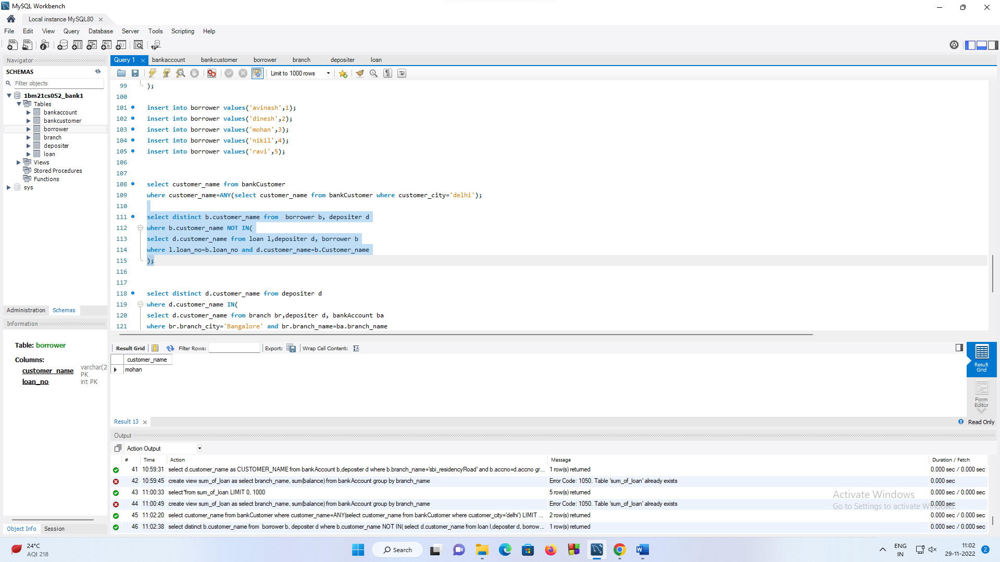 MySQL Workbench
Local instance MySQL80
File Edit View Query Database Server Tools Scripting Help
Navigator
SCHEMAS
Filter objects
1bm21cs052_bank1
Tables
bankaccount
bankcustomer
borrower
branch
depositer
loan
Views
Stored Procedures
Functions
sys
Administration Schemas
Information
Table: borrower
Columns:
customer_name varchar(2
PK
loan_no int PK
Object Info Session
Query 1 bankaccount bankcustomer borrower branch depositer loan
Limit to 1000 rows
99 );
100
101 insert into borrower values('avinash',1);
102 insert into borrower values('dinesh',2);
103 insert into borrower values('mohan',3);
104 insert into borrower values('nikil',4);
105 insert into borrower values('ravi',5);
106
107
108 select customer_name from bankCustomer
109 where customer_name=ANY(select customer_name from bankCustomer where customer_city='delhi');
110
111 select distinct b.customer_name from  borrower b, depositer d
112 where b.customer_name NOT IN(
113 select d.customer_name from loan l,depositer d, borrower b
114 where l.loan_no=b.loan_no and d.customer_name=b.Customer_name
115 );
116
117
118 select distinct d.customer_name from depositer d
119 where d.customer_name IN(
120 select d.customer_name from branch br,depositer d, bankAccount ba
121 where br.branch_city='Bangalore' and br.branch_name=ba.branch_name
Result Grid Filter Rows: Export: Wrap Cell Content:
customer_name
mohan
Result
Grid
Form
Editor
Result 13
Read Only
Output
Action Output
# Time Action Message Duration / Fetch
41 10:59:31 select d.customer_name as CUSTOMER_NAME from bankAccount b,depositer d where b.branch_name='sbi_residencyRoad' and b.accno=d.accno gr... 1 row(s) returned 0.000 sec / 0.000 sec
42 10:59:45 create view sum_of_loan as select branch_name, sum(balance) from bankAccount group by branch_name Error Code: 1050. Table 'sum_of_loan' already exists 0.000 sec
43 11:00:33 select*from sum_of_loan LIMIT 0, 1000 5 row(s) returned 0.000 sec / 0.000 sec
44 11:00:49 create view sum_of_loan as select branch_name, sum(balance) from bankAccount group by branch_name Error Code: 1050. Table 'sum_of_loan' already exists 0.000 sec
45 11:02:20 select customer_name from bankCustomer where customer_name=ANY(select customer_name from bankCustomer where customer_city='delhi') LIMIT ... 2 row(s) returned 0.000 sec / 0.000 sec
46 11:02:38 select distinct b.customer_name from  borrower b, depositer d where b.customer_name NOT IN( select d.customer_name from loan l,depositer d, borrow... 1 row(s) returned 0.000 sec / 0.000 sec
Activate Windows
Go to Settings to activate Windows.
24°C
AQI 218
Search
ENG
IN
11:02
29-11-2022
2